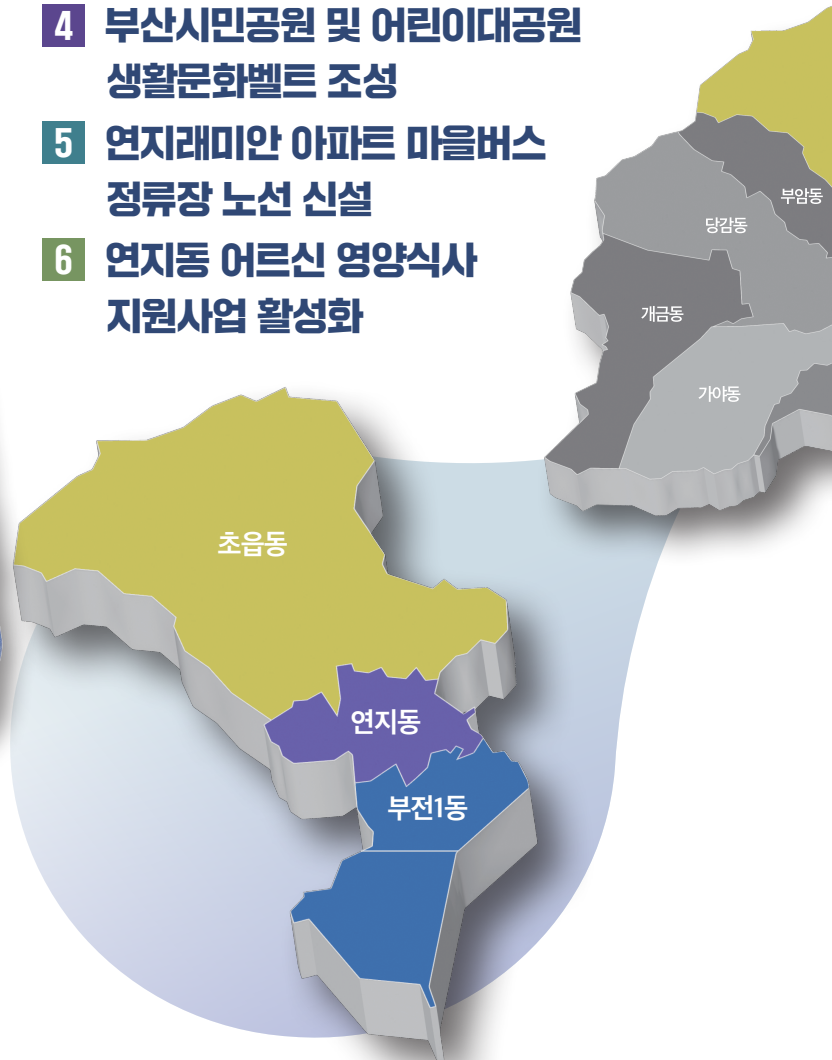 4 부산시민공원 및 어린이대공원
생활문화벨트 조성
5 연지래미안 아파트 마을버스
정류장 노선 신설
6 연지동 어르신 영양식사
지원사업 활성화
부암동
당감동
개금동
가야동
초읍동
연지동
부전1동